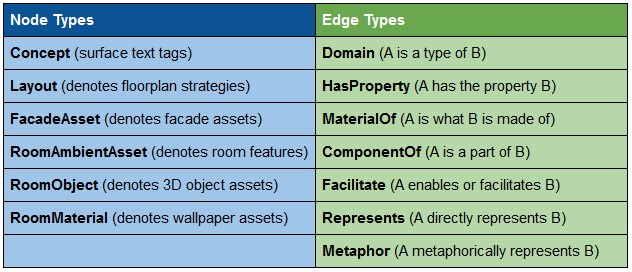 Node Types Edge Types
Concept (surface text tags) Domain (A is a type of B)
Layout (denotes floorplan strategies) HasProperty (A has the property B)
FacadeAsset (denotes facade assets) MaterialOf (A is what B is made of)
RoomAmbientAsset (denotes room features) ComponentOf (A is a part of B)
RoomObject (denotes 3D object assets) Facilitate (A enables or facilitates B)
RoomMaterial (denotes wallpaper assets) Represents (A directly represents B)
Metaphor (A metaphorically represents B)